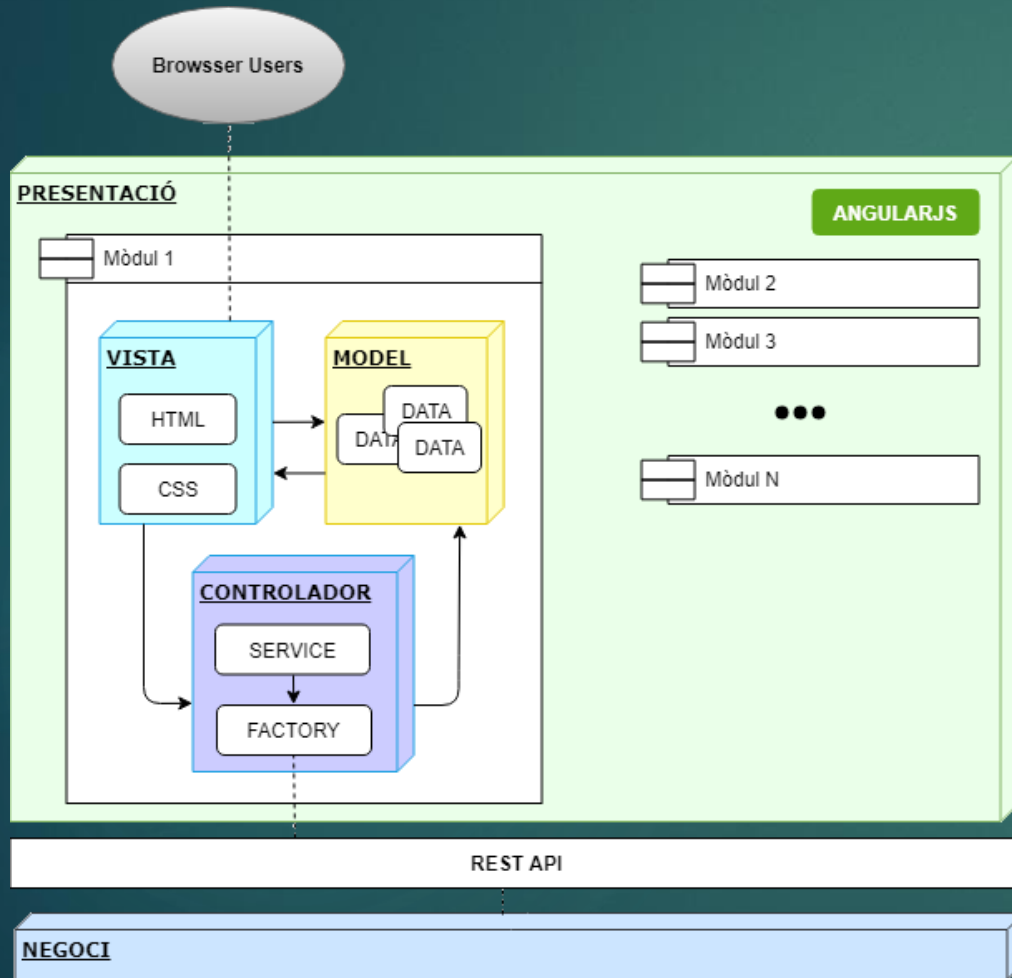 Browsser Users
PRESENTACIÓ
ANGULARJS
Mòdul 1
VISTA
HTML
CSS
MODEL
DATA
DATA
DATA
CONTROLADOR
SERVICE
FACTORY
Mòdul 2
Mòdul 3
Mòdul N
REST API
NEGOCI